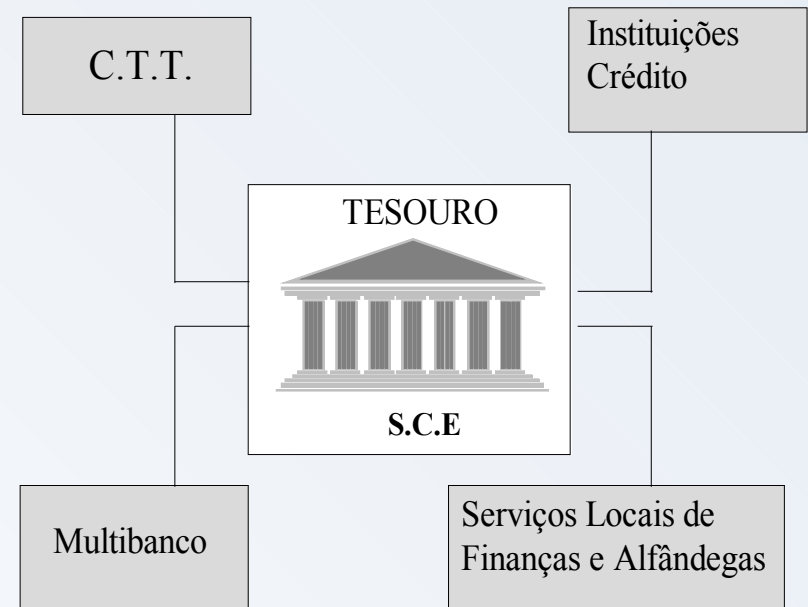 C.T.T.
Instituições
Crédito
TESOURO
S.C.E
Multibanco
Serviços Locais de
Finanças e Alfândegas